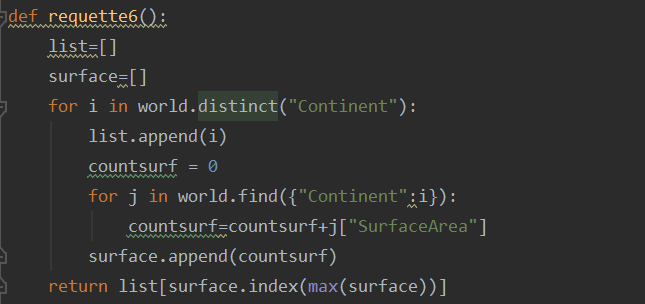 def requette6():
    list=[]
    surface=[]
    for i in world.distinct("Continent"):
        list.append(i)
        countsurf = 0
        for j in world.find({"Continent":i}):
            countsurf=countsurf+j["SurfaceArea"]
        surface.append(countsurf)
    return list[surface.index(max(surface))]